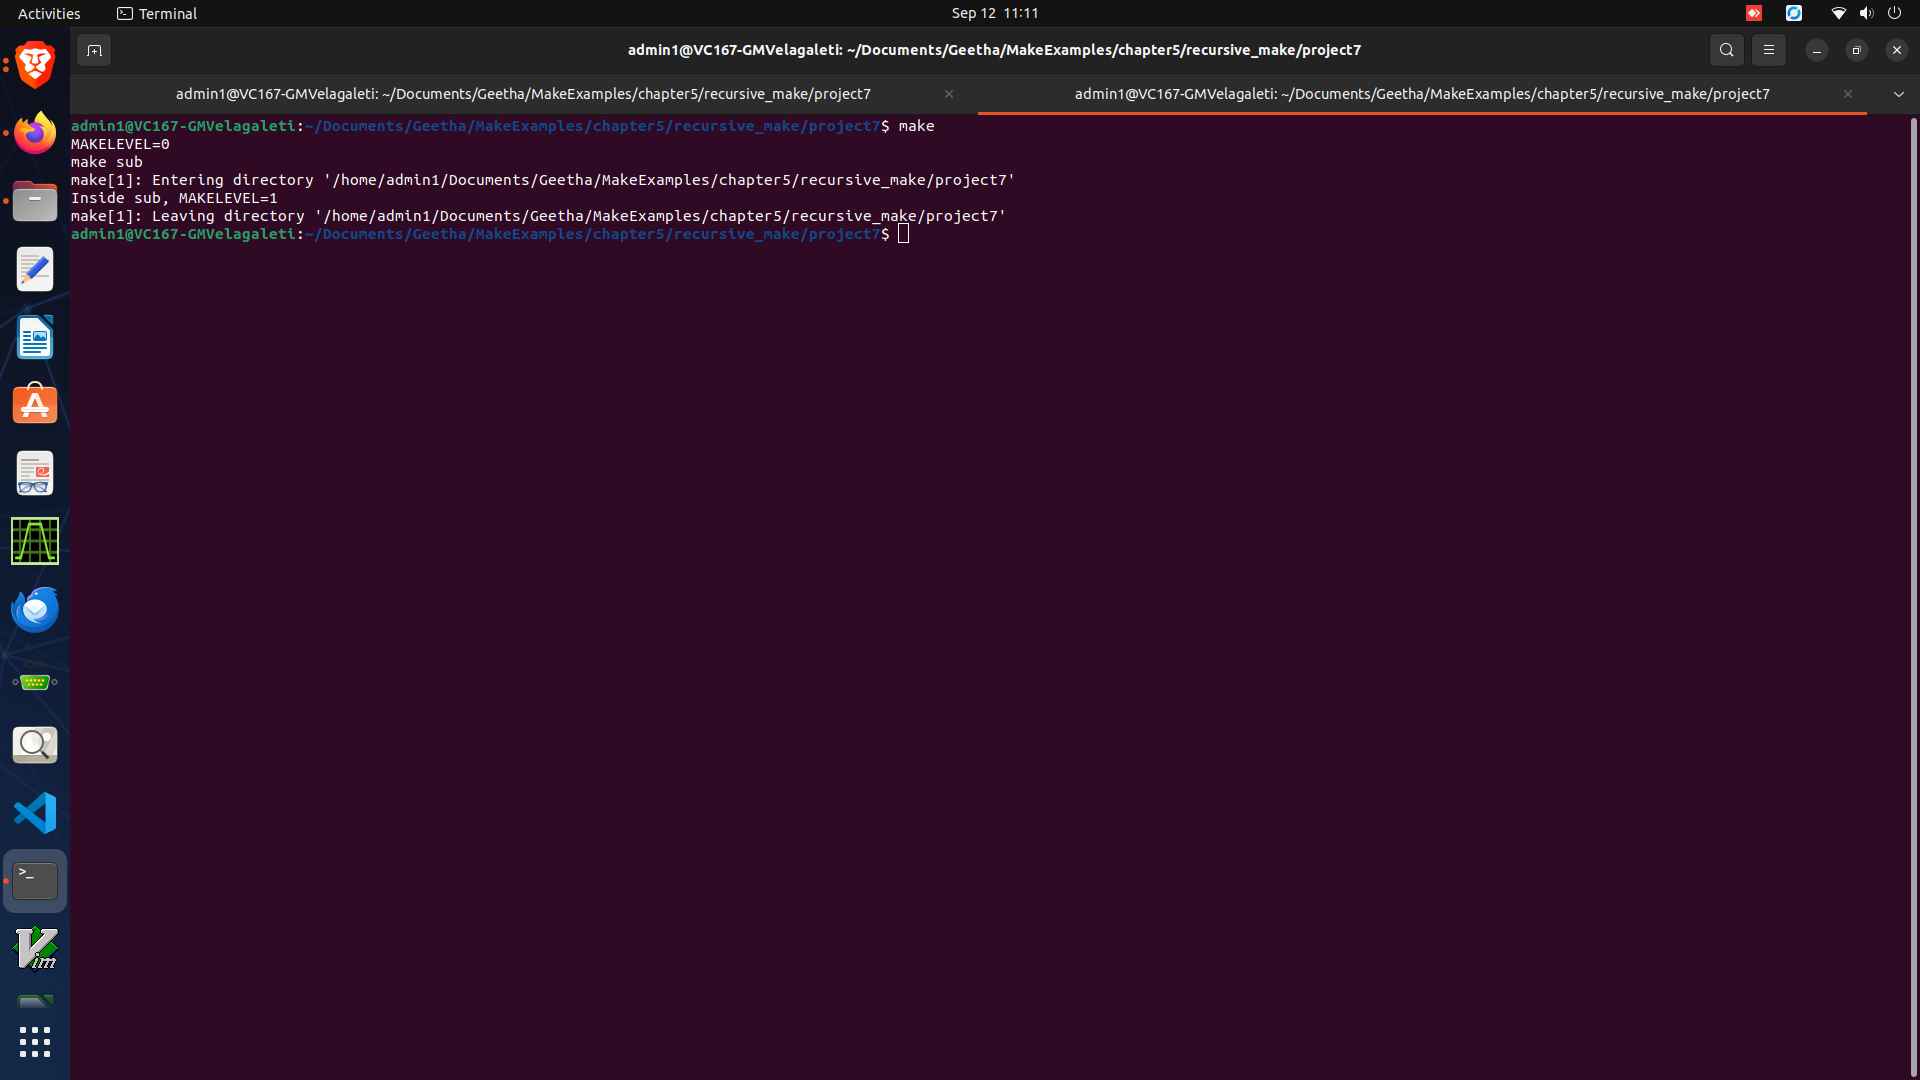 Activities
Terminal
Sep 12 11:11
admin1@VC167-GMVelagaleti: ~/Documents/Geetha/MakeExamples/chapter5/recursive_make/project7
admin1@VC167-GMVelagaleti: ~/Documents/Geetha/MakeExamples/chapter5/recursive_make/project7
admin1@VC167-GMVelagaleti: ~/Documents/Geetha/MakeExamples/chapter5/recursive_make/project7
admin1@VC167-GMVelagaleti:~/Documents/Geetha/MakeExamples/chapter5/recursive_make/project7$ make
MAKELEVEL=0
make sub
make[1]: Entering directory '/home/admin1/Documents/Geetha/MakeExamples/chapter5/recursive_make/project7'
Inside sub, MAKELEVEL=1
make[1]: Leaving directory '/home/admin1/Documents/Geetha/MakeExamples/chapter5/recursive_make/project7'
admin1@VC167-GMVelagaleti:~/Documents/Geetha/MakeExamples/chapter5/recursive_make/project7$
>_
Vim